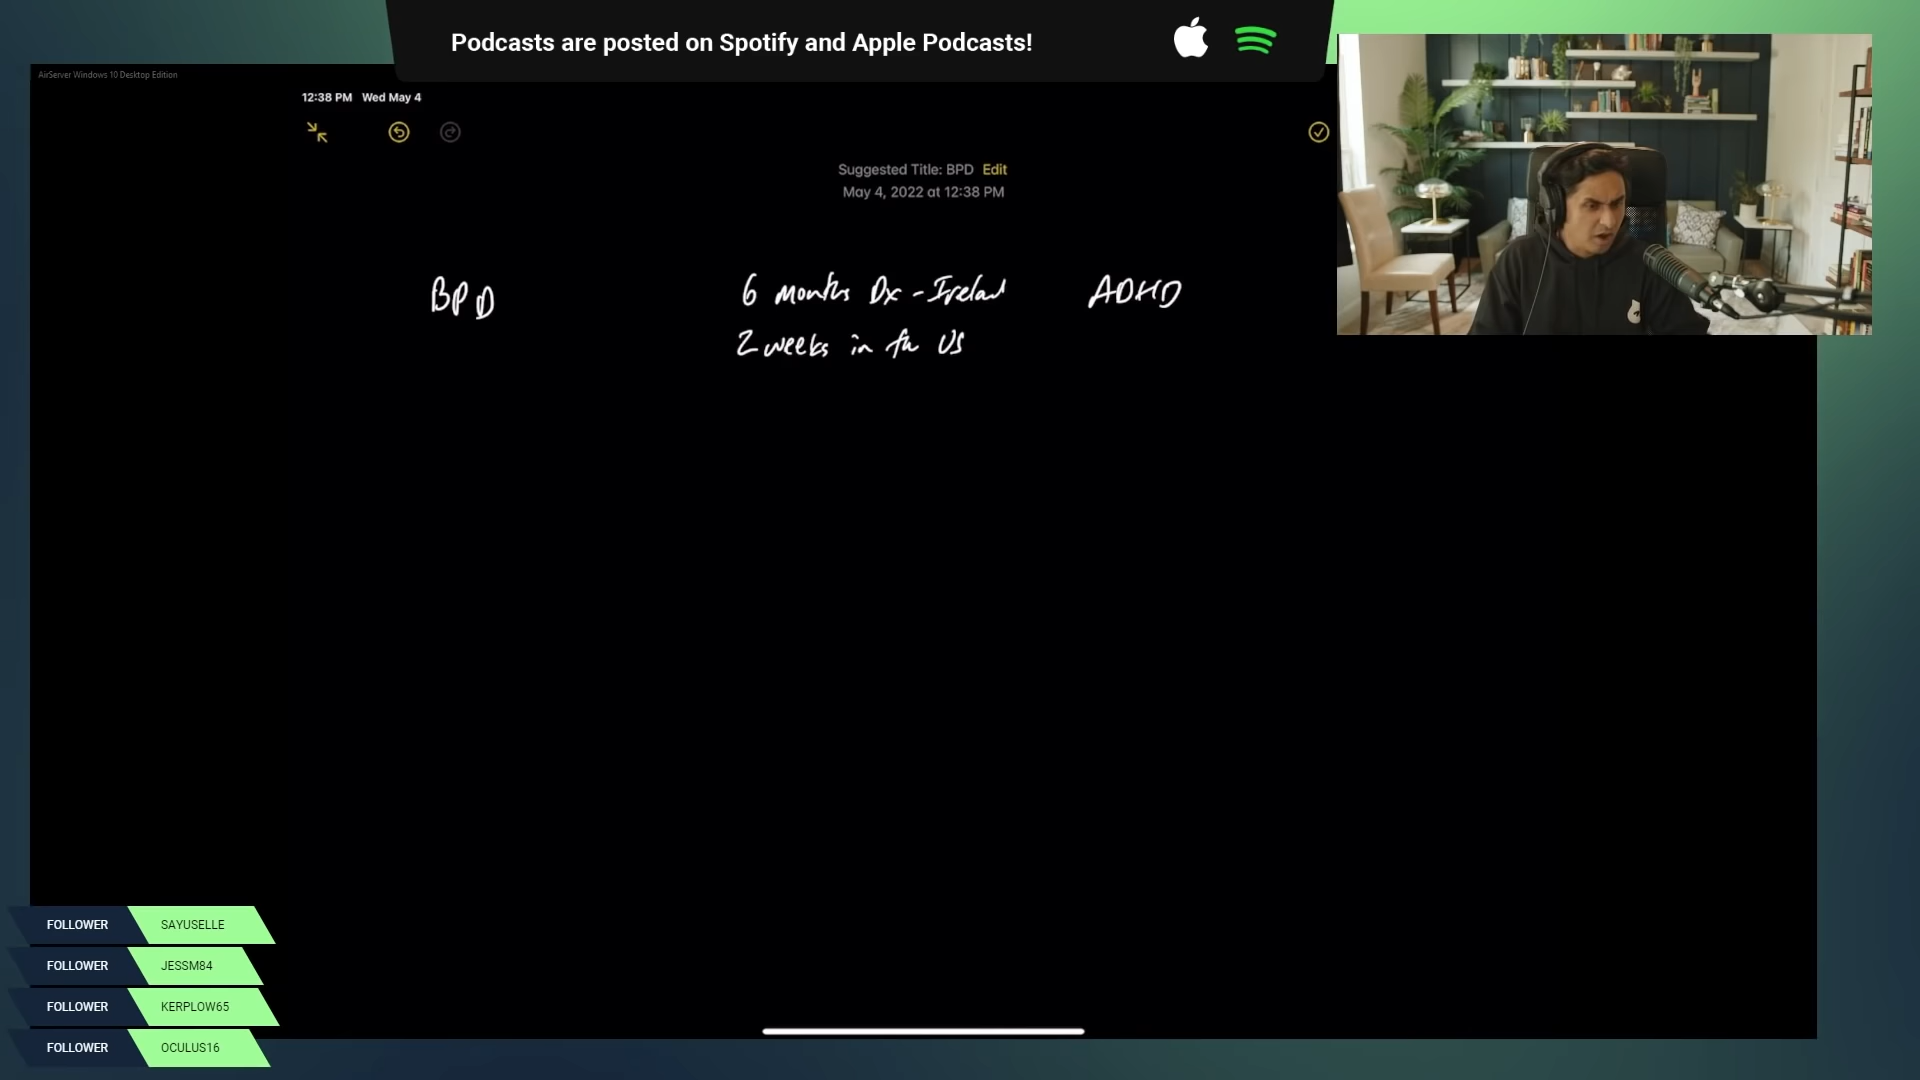 Podcasts are posted on Spotify and Apple Podcasts!
AirServer Windows 10 Desktop Edition
12:38 PM Wed May 4
Suggested Title: BPD Edit
May 4, 2022 at 12:38 PM
BPD 6 months Dx - Ireland ADHD
2 weeks in the US
FOLLOWER SAYUSELLE
FOLLOWER JESSM84
FOLLOWER KERPLOW65
FOLLOWER OCULUS16